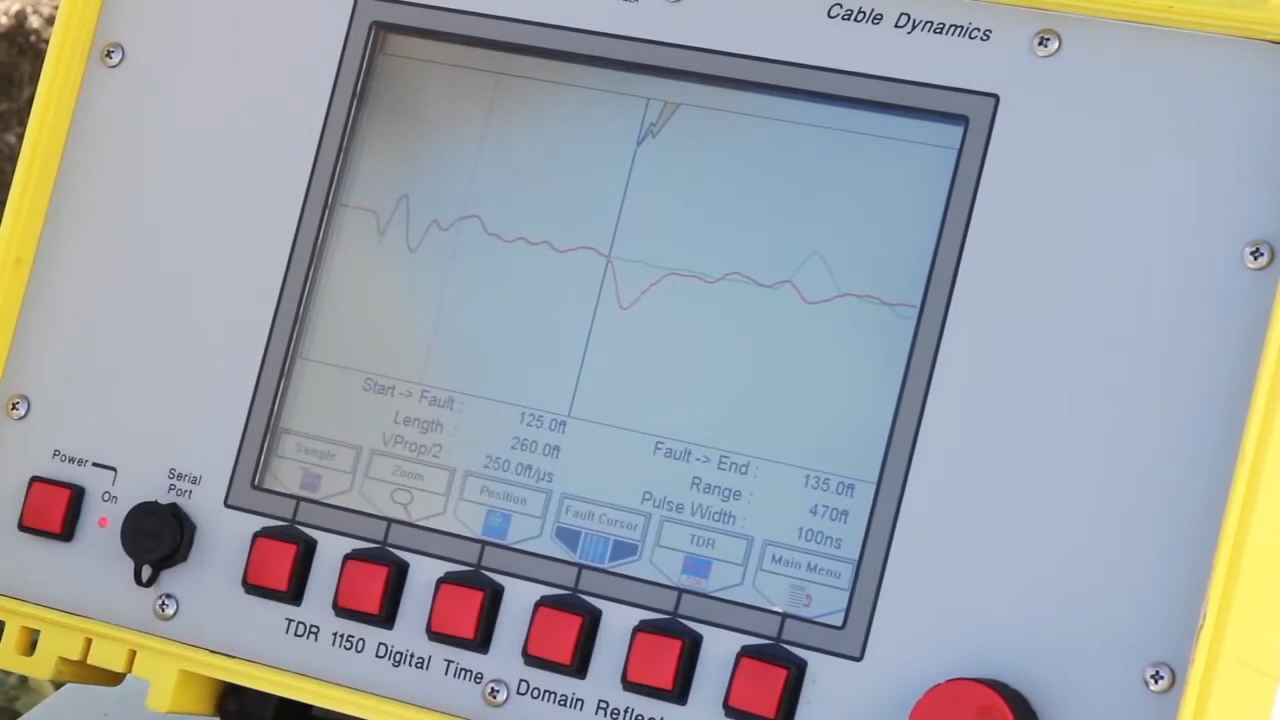 Cable Dynamics
Start -> Fault : 125.0ft
Length : 260.0ft
VProp/2 : 250.0ft/µs
Fault -> End : 135.0ft
Range : 470ft
Pulse Width : 100ns
Sample
Zoom
Position
Fault Cursor
TDR
Main Menu
Power
On
Serial
Port
TDR 1150 Digital Time Domain Reflect